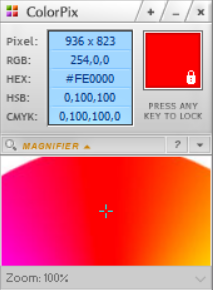 ColorPix
Pixel: 936 x 823
RGB: 254,0,0
HEX: #FE0000
HSB: 0,100,100
CMYK: 0,100,100,0
PRESS ANY
KEY TO LOCK
MAGNIFIER
?
Zoom: 100%